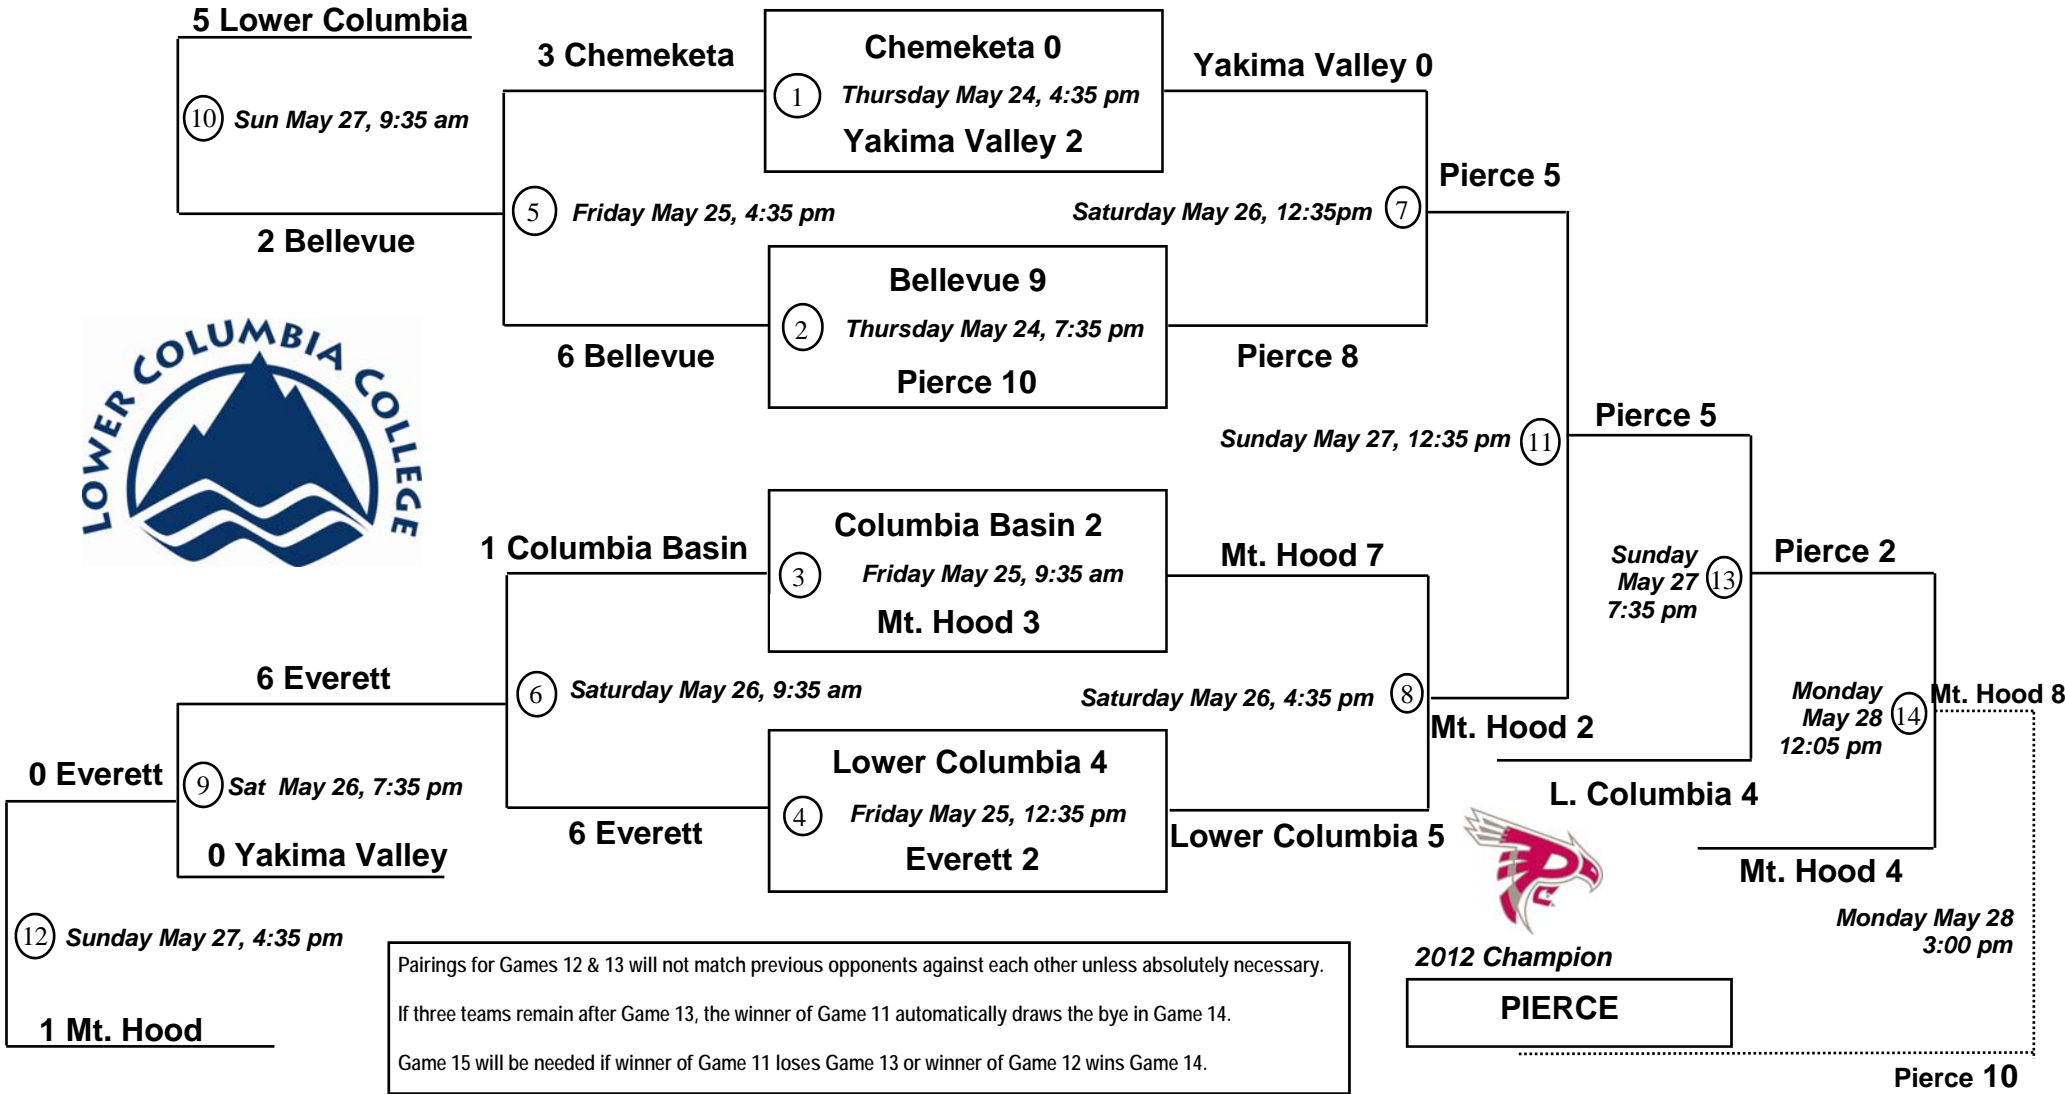 5 Lower Columbia
3 Chemeketa
Chemeketa 0
Yakima Valley 0
1 Thursday May 24, 4:35 pm
10 Sun May 27, 9:35 am
Yakima Valley 2
Pierce 5
5 Friday May 25, 4:35 pm
Saturday May 26, 12:35pm 7
2 Bellevue
Bellevue 9
2 Thursday May 24, 7:35 pm
6 Bellevue
Pierce 8
Pierce 10
LOWER COLUMBIA COLLEGE
Pierce 5
Sunday May 27, 12:35 pm 11
Columbia Basin 2
1 Columbia Basin
Mt. Hood 7
3 Friday May 25, 9:35 am
Mt. Hood 3
Sunday
May 27 13
7:35 pm
Pierce 2
6 Everett
6 Saturday May 26, 9:35 am
Saturday May 26, 4:35 pm 8
Mt. Hood 2
Monday
May 28 14
12:05 pm
Mt. Hood 8
0 Everett
9 Sat May 26, 7:35 pm
Lower Columbia 4
4 Friday May 25, 12:35 pm
L. Columbia 4
6 Everett
Lower Columbia 5
0 Yakima Valley
Everett 2
Mt. Hood 4
12 Sunday May 27, 4:35 pm
Monday May 28
3:00 pm
P
C
2012 Champion
PIERCE
1 Mt. Hood
Pairings for Games 12 & 13 will not match previous opponents against each other unless absolutely necessary.
If three teams remain after Game 13, the winner of Game 11 automatically draws the bye in Game 14.
Game 15 will be needed if winner of Game 11 loses Game 13 or winner of Game 12 wins Game 14.
Pierce 10